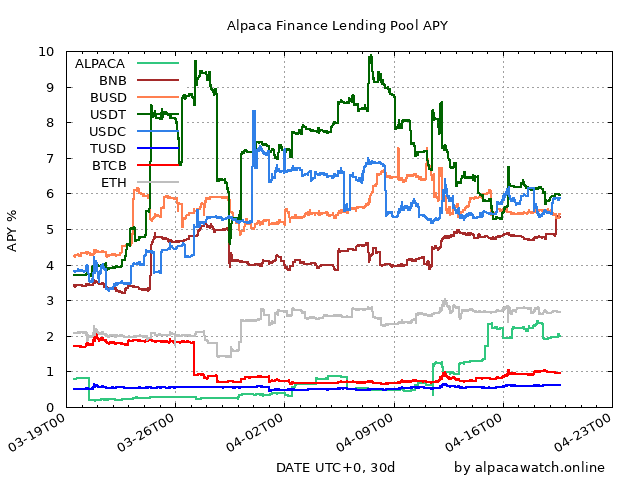 Alpaca Finance Lending Pool APY
10
9
8
7
6
5
4
3
2
1
0
APY %
ALPACA
BNB
BUSD
USDT
USDC
TUSD
BTCB
ETH
03-19T00
03-26T00
04-02T00
04-09T00
04-16T00
04-23T00
DATE UTC+0, 30d
by alpacawatch.online